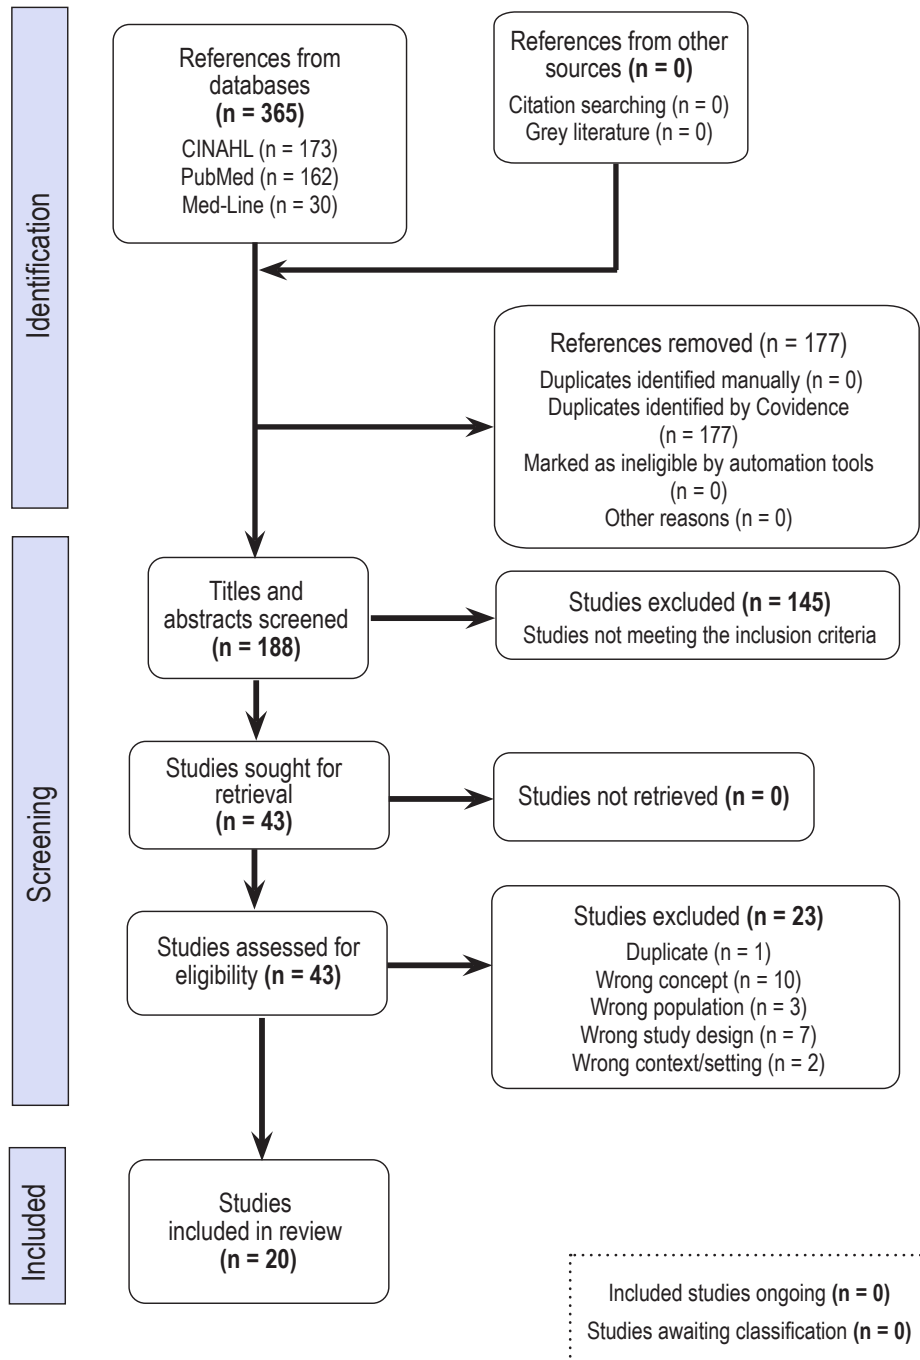 Identification
References from
databases
(n = 365)
CINAHL (n = 173)
PubMed (n = 162)
Med-Line (n = 30)
References from other
sources (n = 0)
Citation searching (n = 0)
Grey literature (n = 0)
References removed (n = 177)
Duplicates identified manually (n = 0)
Duplicates identified by Covidence
(n = 177)
Marked as ineligible by automation tools
(n = 0)
Other reasons (n = 0)
Screening
Titles and
abstracts screened
(n = 188)
Studies excluded (n = 145)
Studies not meeting the inclusion criteria
Studies sought for
retrieval
(n = 43)
Studies not retrieved (n = 0)
Studies assessed for
eligibility (n = 43)
Studies excluded (n = 23)
Duplicate (n = 1)
Wrong concept (n = 10)
Wrong population (n = 3)
Wrong study design (n = 7)
Wrong context/setting (n = 2)
Included
Studies
included in review
(n = 20)
Included studies ongoing (n = 0)
Studies awaiting classification (n = 0)